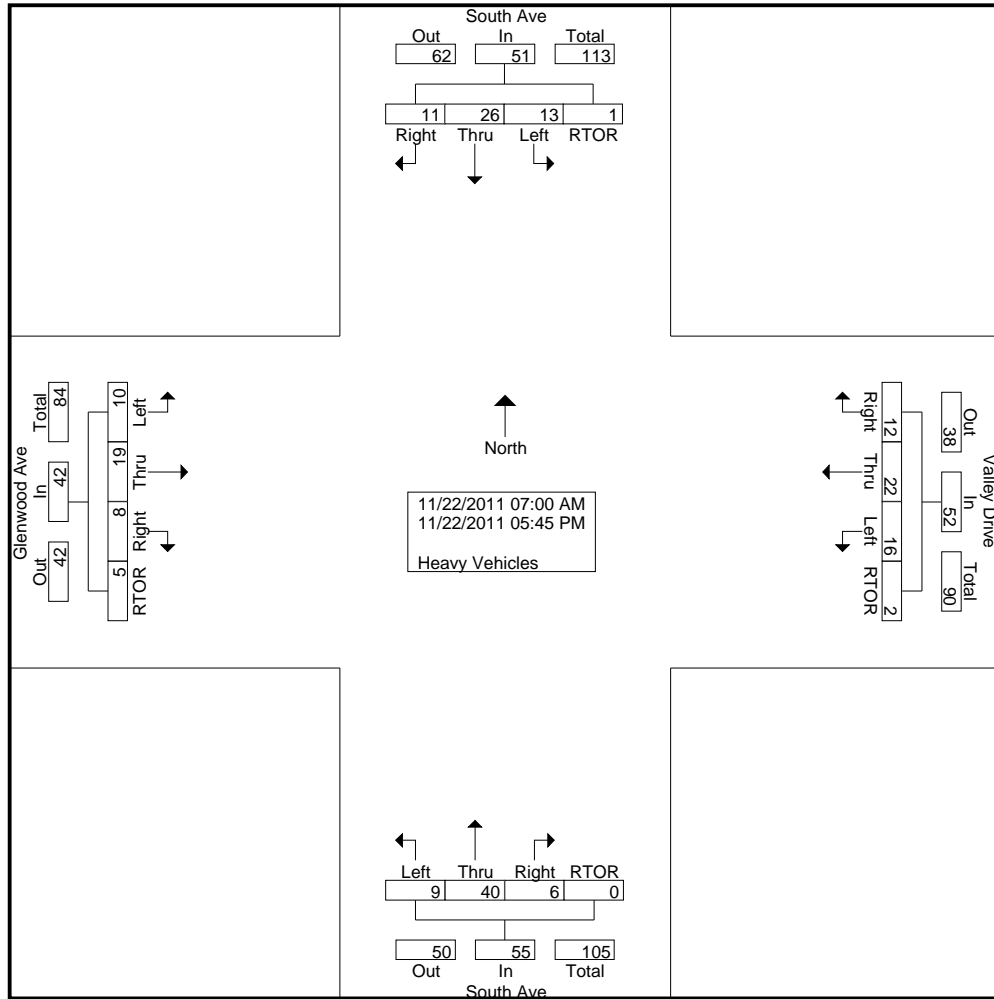 South Ave
Out In Total
62 51 113
11 26 13 1
Right Thru Left RTOR
Glenwood Ave
Out In Total
42 42 84
10 19 8 5
Left Thru Right RTOR
North
11/22/2011 07:00 AM
11/22/2011 05:45 PM
Heavy Vehicles
Right Thru Left RTOR
12 22 16 2
Out In Total
38 52 90
Valley Drive
Left Thru Right RTOR
9 40 6 0
50 55 105
Out In Total
South Ave